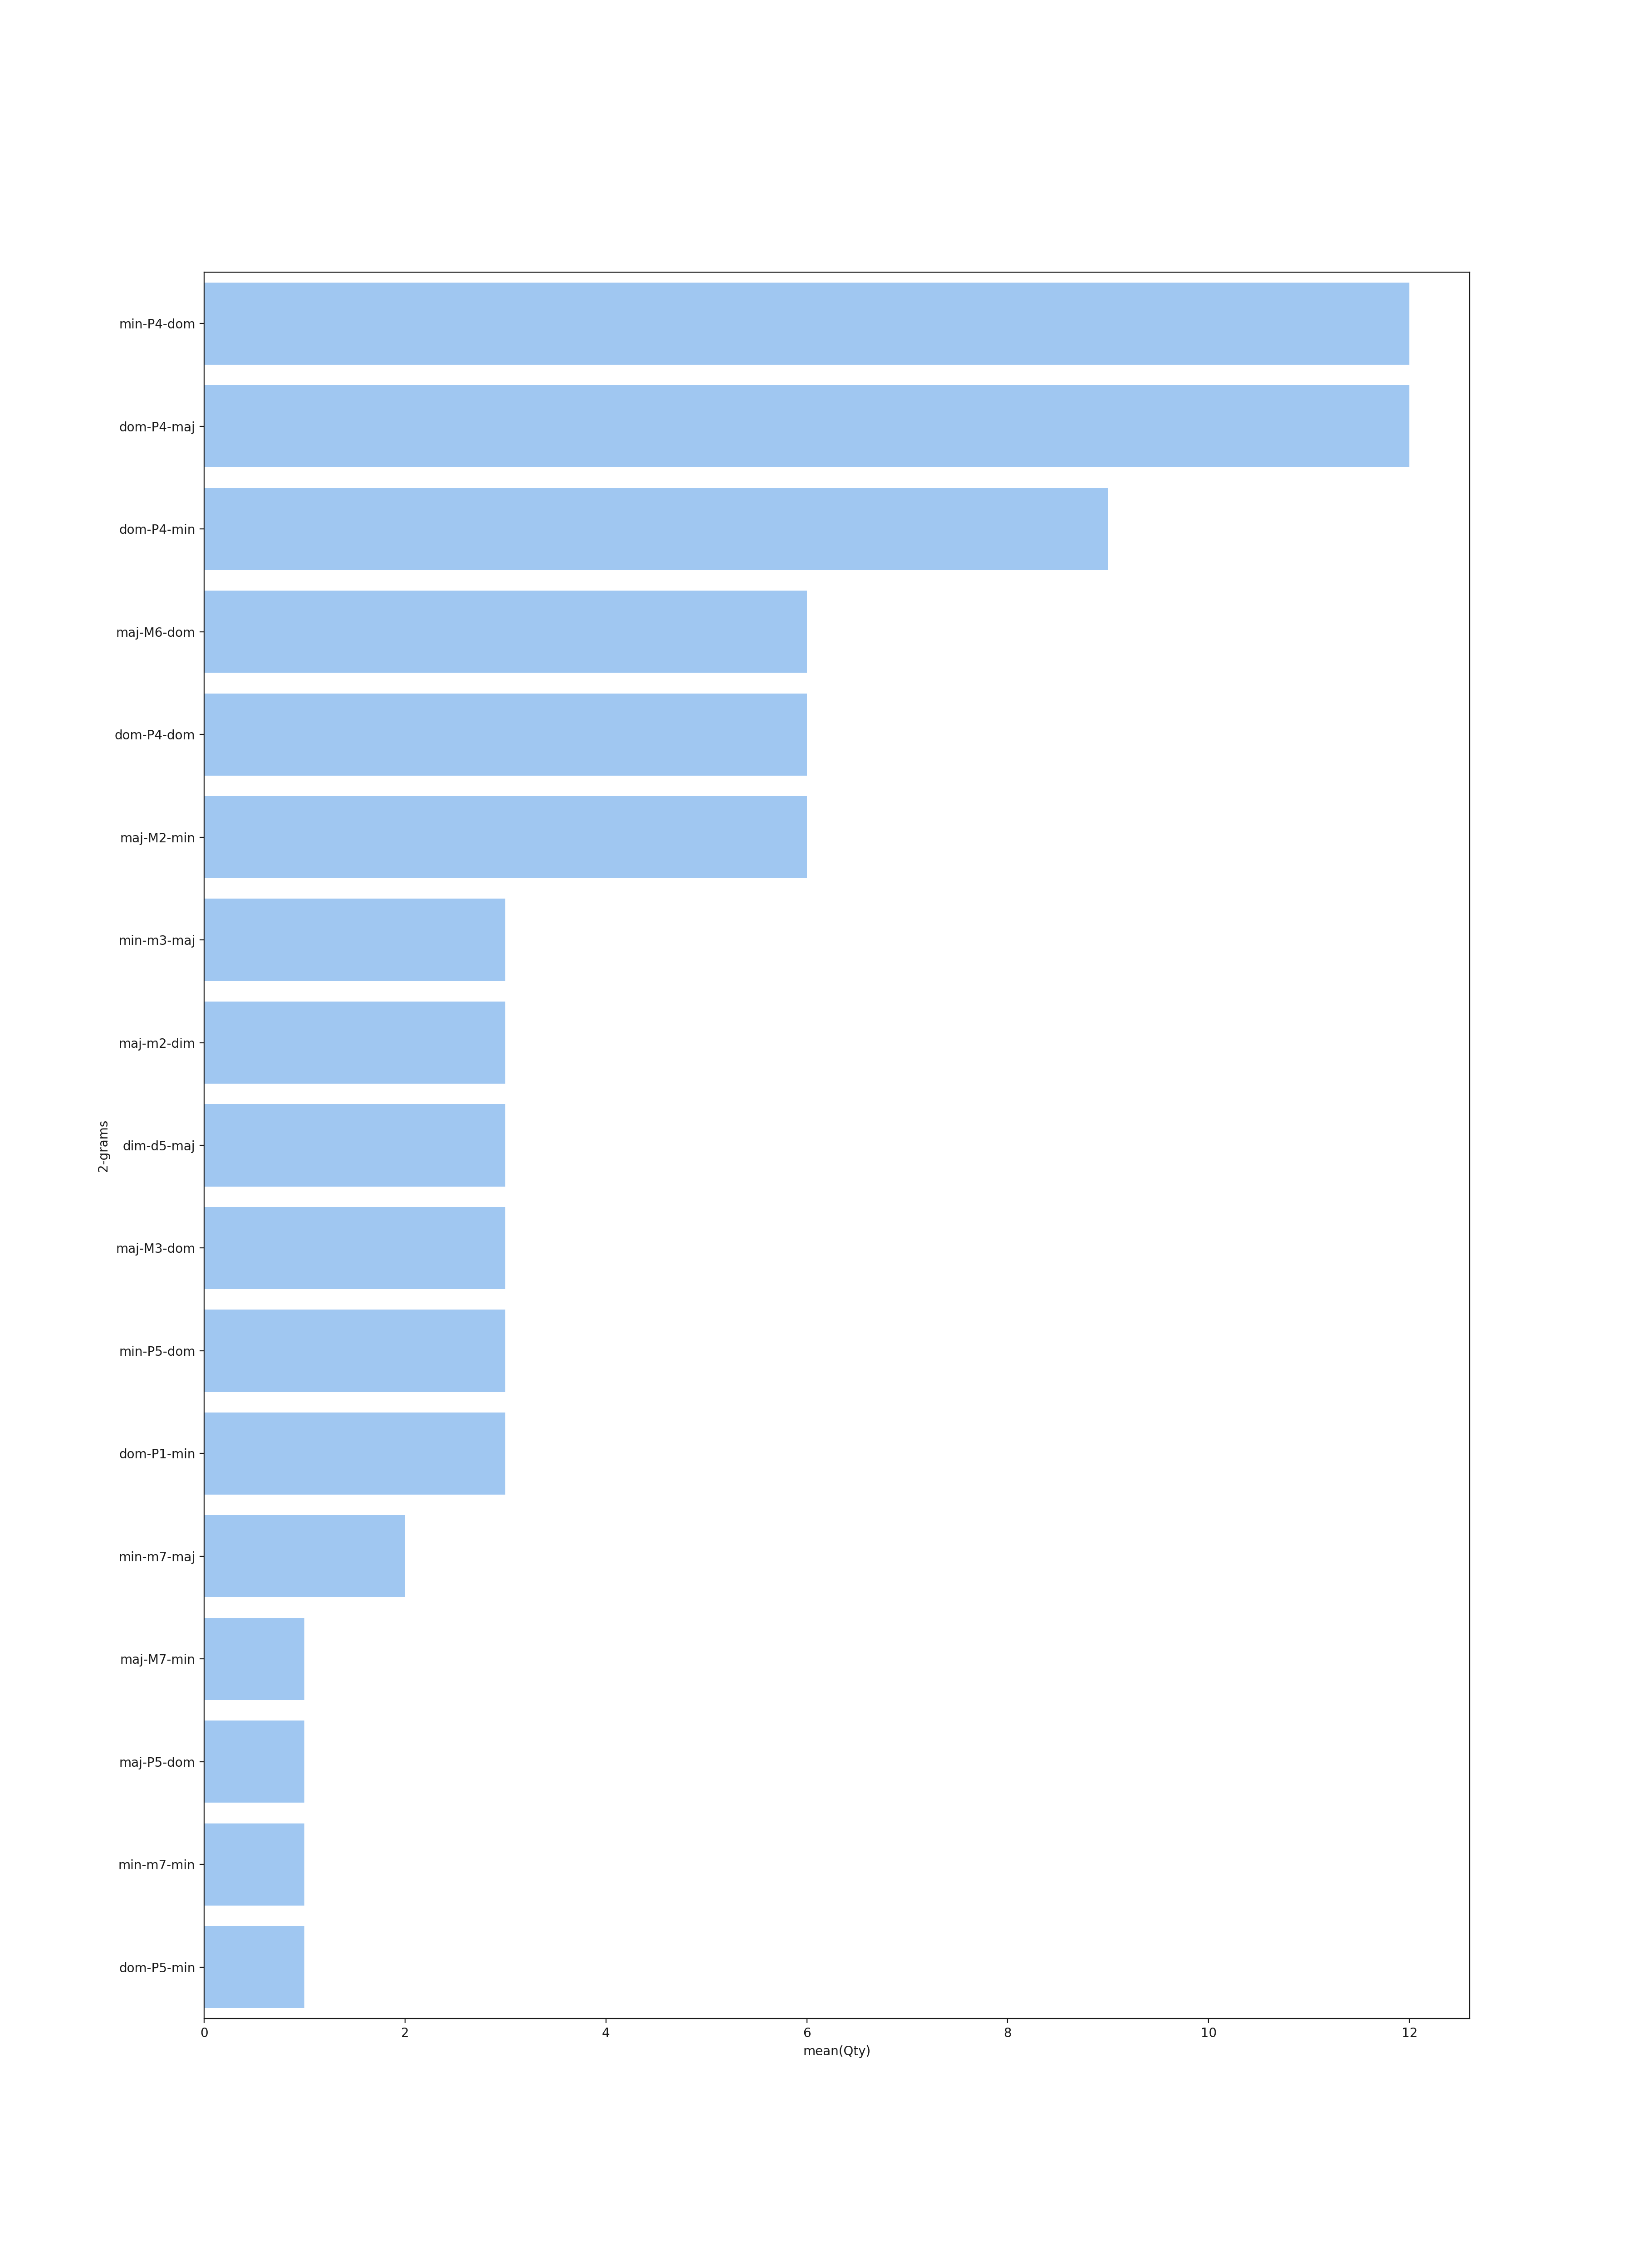 min-P4-dom
dom-P4-maj
dom-P4-min
maj-M6-dom
dom-P4-dom
maj-M2-min
min-m3-maj
maj-m2-dim
dim-d5-maj
maj-M3-dom
min-P5-dom
dom-P1-min
min-m7-maj
maj-M7-min
maj-P5-dom
min-m7-min
dom-P5-min
2-grams
0 2 4 6 8 10 12
mean(Qty)